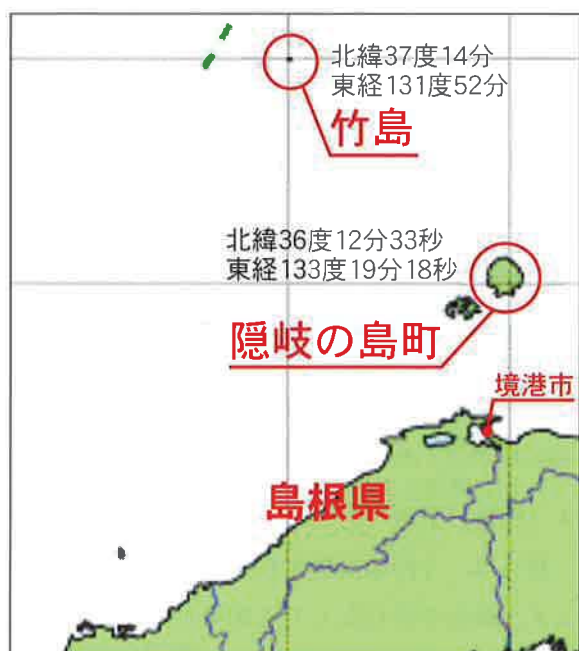 北緯37度14分
東経131度52分
竹島
北緯36度12分33秒
東経133度19分18秒
隠岐の島町
境港市
島根県